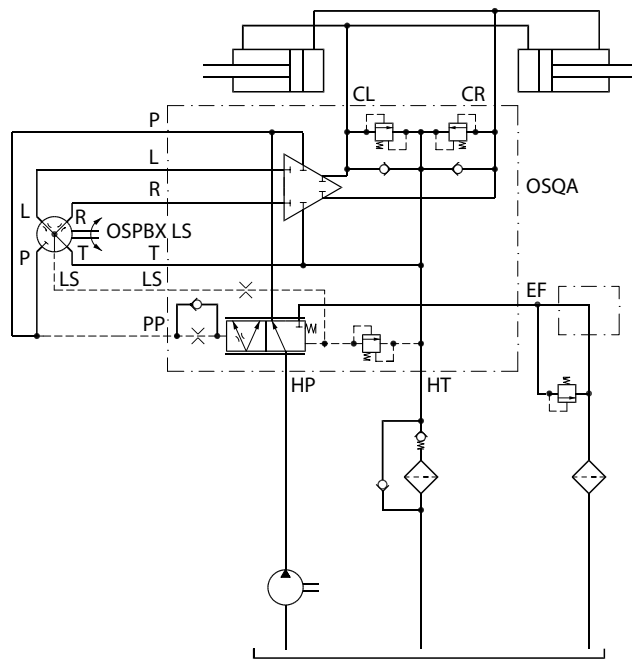 CL CR
P
L
OSQA
R
L R
OSPBX LS
P T T
LS LS
EF
PP
HP HT